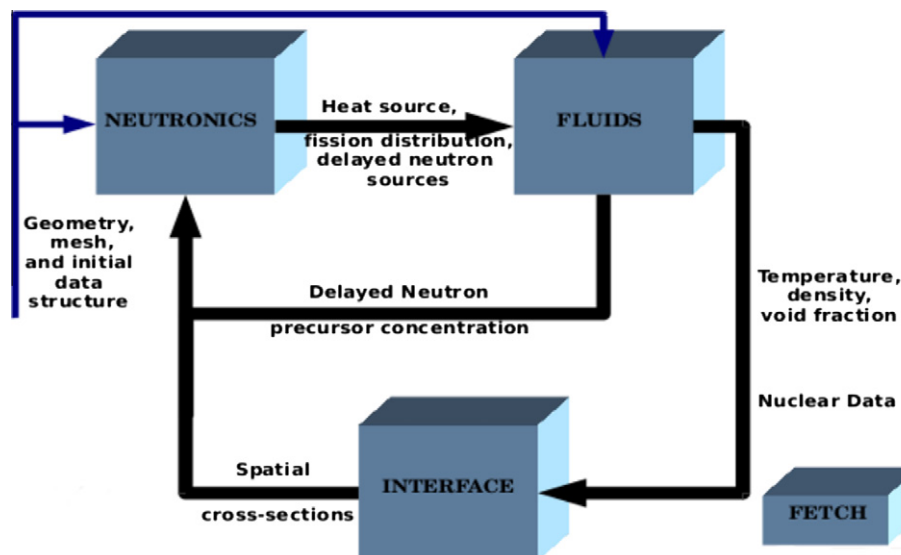 NEUTRONICS
Heat source,
fission distribution,
delayed neutron
sources
FLUIDS
Geometry,
mesh,
and initial
data
structure
Delayed Neutron
precursor concentration
Temperature,
density,
void fraction
Nuclear Data
Spatial
cross-sections
INTERFACE
FETCH